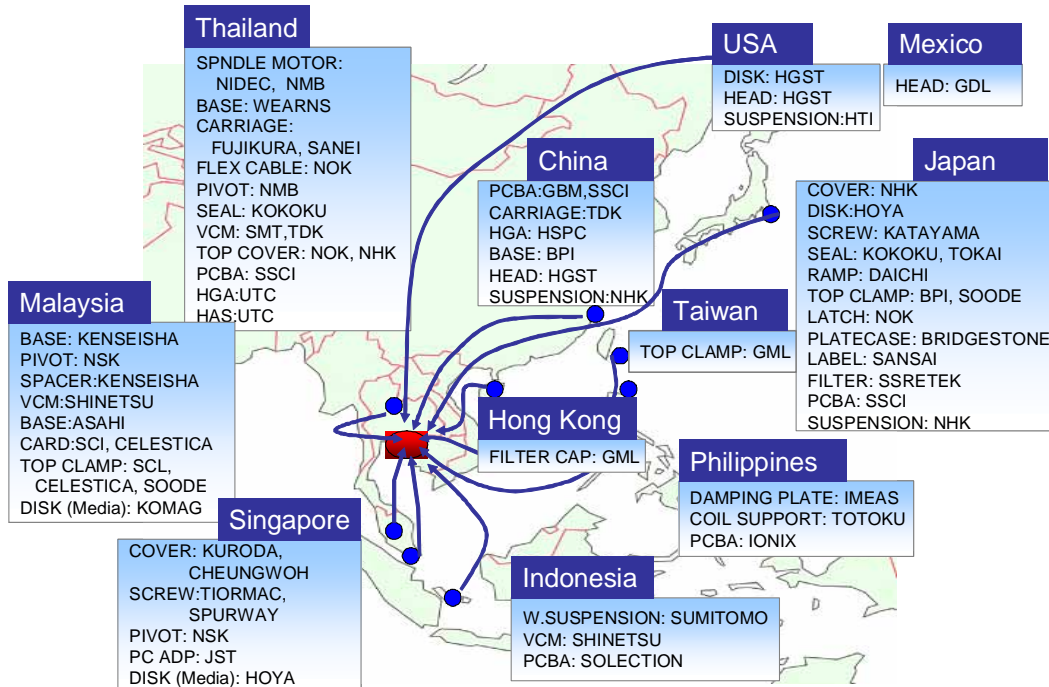 Thailand
SPNDLE MOTOR:
NIDEC, NMB
BASE: WEARNS
CARRIAGE:
FUJIKURA, SANEI
FLEX CABLE: NOK
PIVOT: NMB
SEAL: KOKOKU
VCM: SMT,TDK
TOP COVER: NOK, NHK
PCBA: SSCI
HGA:UTC
HAS:UTC
USA
DISK: HGST
HEAD: HGST
SUSPENSION:HTI
Mexico
HEAD: GDL
China
PCBA:GBM,SSCI
CARRIAGE:TDK
HGA: HSPC
BASE: BPI
HEAD: HGST
SUSPENSION:NHK
Japan
COVER: NHK
DISK:HOYA
SCREW: KATAYAMA
SEAL: KOKOKU, TOKAI
RAMP: DAICHI
TOP CLAMP: BPI, SOODE
LATCH: NOK
PLATECASE: BRIDGESTONE
LABEL: SANSAI
FILTER: SSRETEK
PCBA: SSCI
SUSPENSION: NHK
Malaysia
BASE: KENSEISHA
PIVOT: NSK
SPACER:KENSEISHA
VCM:SHINETSU
BASE:ASAHI
CARD:SCI, CELESTICA
TOP CLAMP: SCL,
CELESTICA, SOODE
DISK (Media): KOMAG
Taiwan
TOP CLAMP: GML
Hong Kong
FILTER CAP: GML
Philippines
DAMPING PLATE: IMEAS
COIL SUPPORT: TOTOKU
PCBA: IONIX
Singapore
COVER: KURODA,
CHEUNGWOH
SCREW:TIORMAC,
SPURWAY
PIVOT: NSK
PC ADP: JST
DISK (Media): HOYA
Indonesia
W.SUSPENSION: SUMITOMO
VCM: SHINETSU
PCBA: SOLECTION